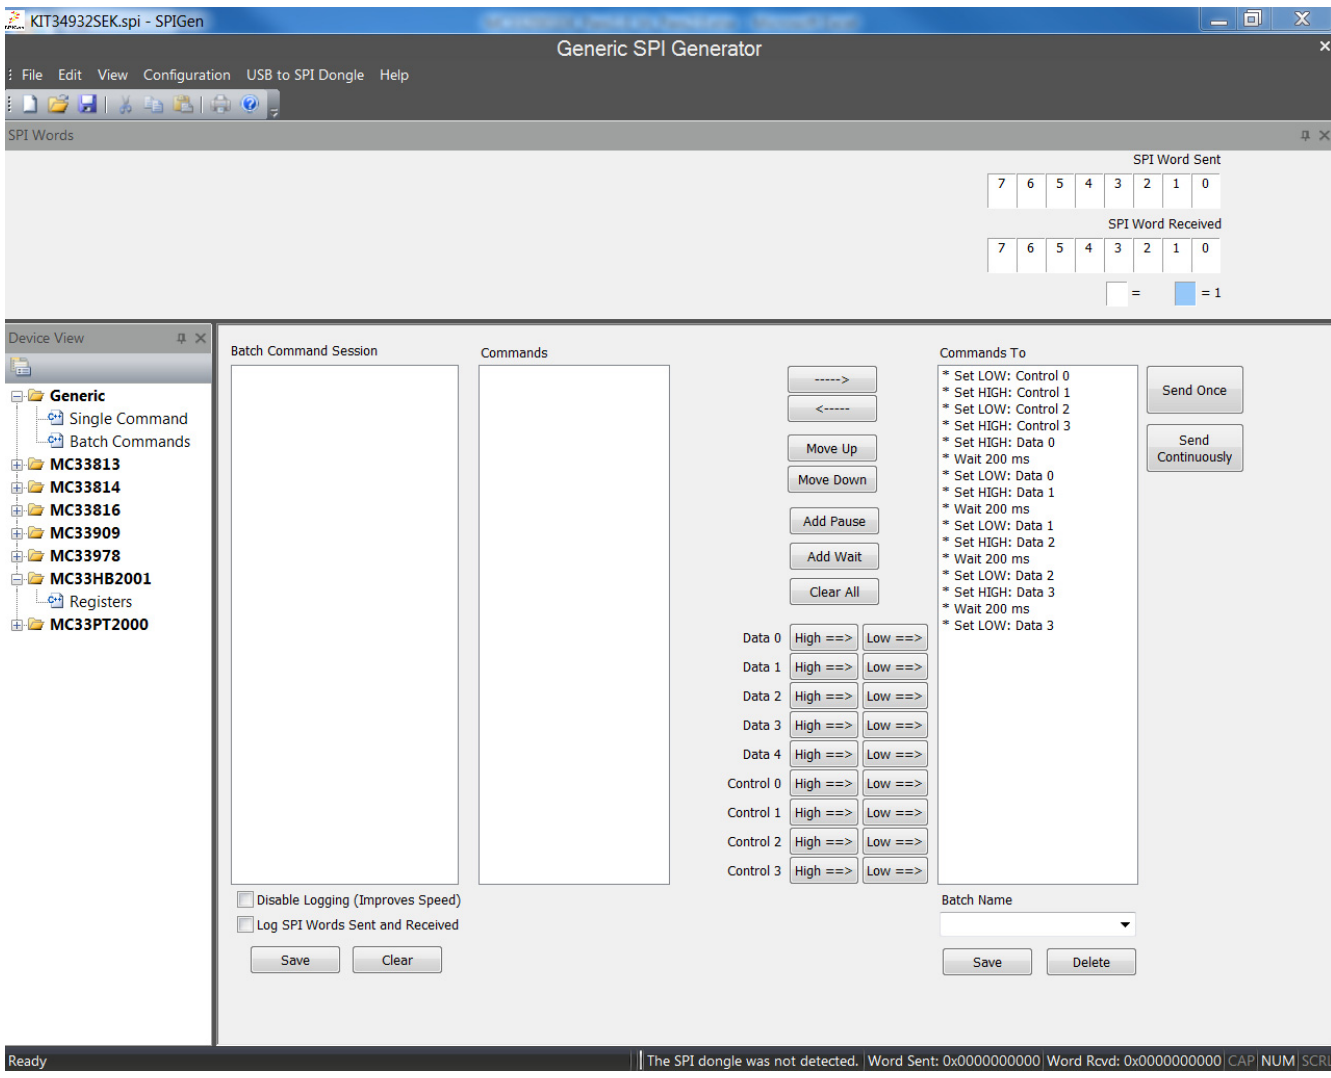 KIT34932SEK.spi - SPIGen
Generic SPI Generator
File Edit View Configuration USB to SPI Dongle Help
SPI Words
SPI Word Sent
7 6 5 4 3 2 1 0
SPI Word Received
7 6 5 4 3 2 1 0
= = 1
Device View
Generic
Single Command
Batch Commands
MC33813
MC33814
MC33816
MC33909
MC33978
MC33HB2001
Registers
MC33PT2000
Batch Command Session
Disable Logging (Improves Speed)
Log SPI Words Sent and Received
Save Clear
Commands
----->
<-----
Move Up
Move Down
Add Pause
Add Wait
Clear All
Data 0 High ==> Low ==>
Data 1 High ==> Low ==>
Data 2 High ==> Low ==>
Data 3 High ==> Low ==>
Data 4 High ==> Low ==>
Control 0 High ==> Low ==>
Control 1 High ==> Low ==>
Control 2 High ==> Low ==>
Control 3 High ==> Low ==>
Commands To
* Set LOW: Control 0
* Set HIGH: Control 1
* Set LOW: Control 2
* Set HIGH: Control 3
* Set HIGH: Data 0
* Wait 200 ms
* Set LOW: Data 0
* Set HIGH: Data 1
* Wait 200 ms
* Set LOW: Data 1
* Set HIGH: Data 2
* Wait 200 ms
* Set LOW: Data 2
* Set HIGH: Data 3
* Wait 200 ms
* Set LOW: Data 3
Batch Name
Save Delete
Send Once
Send
Continuously
Ready The SPI dongle was not detected. Word Sent: 0x0000000000 Word Rcvd: 0x0000000000 CAP NUM SCRL